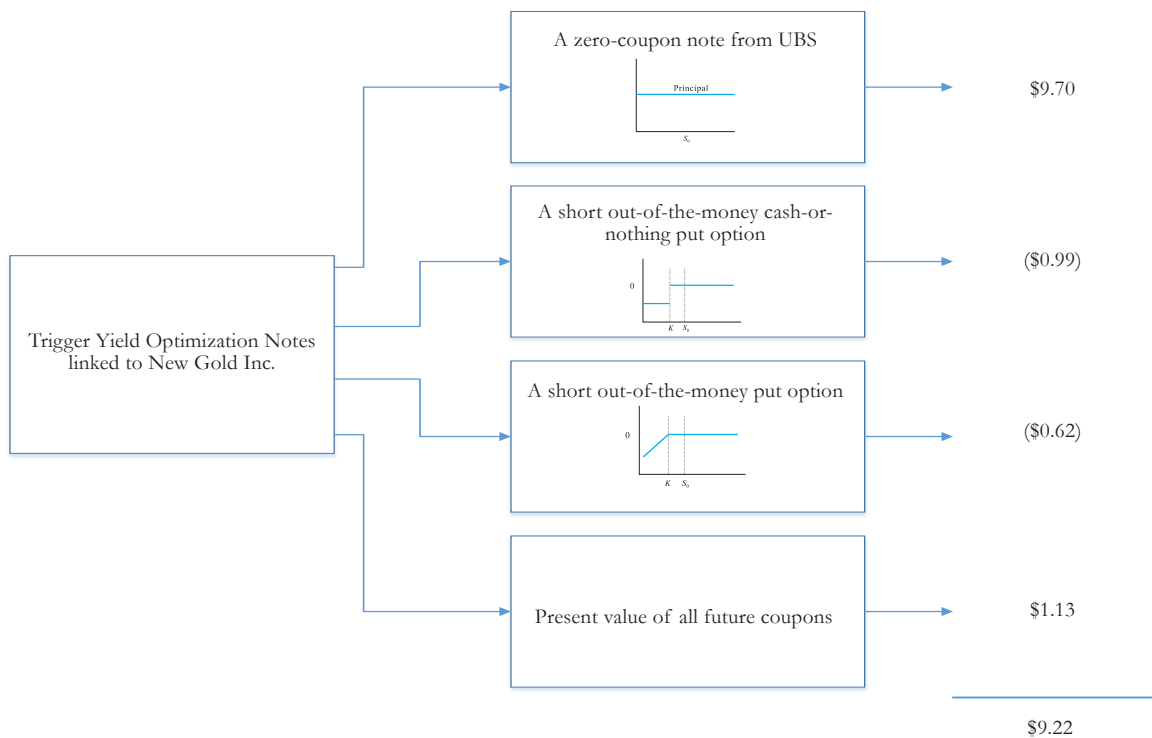 A zero-coupon note from UBS
Principal
S₀
$9.70
A short out-of-the-money cash-or-
nothing put option
0
K S₀
($0.99)
Trigger Yield Optimization Notes
linked to New Gold Inc.
A short out-of-the-money put option
0
K S₀
($0.62)
Present value of all future coupons
$1.13
$9.22